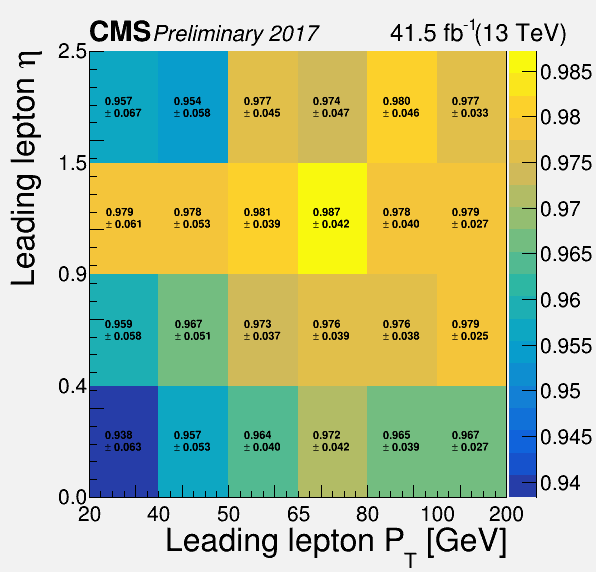 CMS Preliminary 2017 41.5 fb⁻¹(13 TeV)
Leading lepton η
2.5
0.957 0.954 0.977 0.974 0.980 0.977
± 0.067 ± 0.058 ± 0.045 ± 0.047 ± 0.046 ± 0.033
1.5
0.979 0.978 0.981 0.987 0.978 0.979
± 0.061 ± 0.053 ± 0.039 ± 0.042 ± 0.040 ± 0.027
0.9
0.959 0.967 0.973 0.976 0.976 0.979
± 0.058 ± 0.051 ± 0.037 ± 0.039 ± 0.038 ± 0.025
0.4
0.938 0.957 0.964 0.972 0.965 0.967
± 0.063 ± 0.053 ± 0.040 ± 0.042 ± 0.039 ± 0.027
0.0
20 40 50 65 80 100 200
Leading lepton P_T [GeV]
0.985
0.98
0.975
0.97
0.965
0.96
0.955
0.95
0.945
0.94